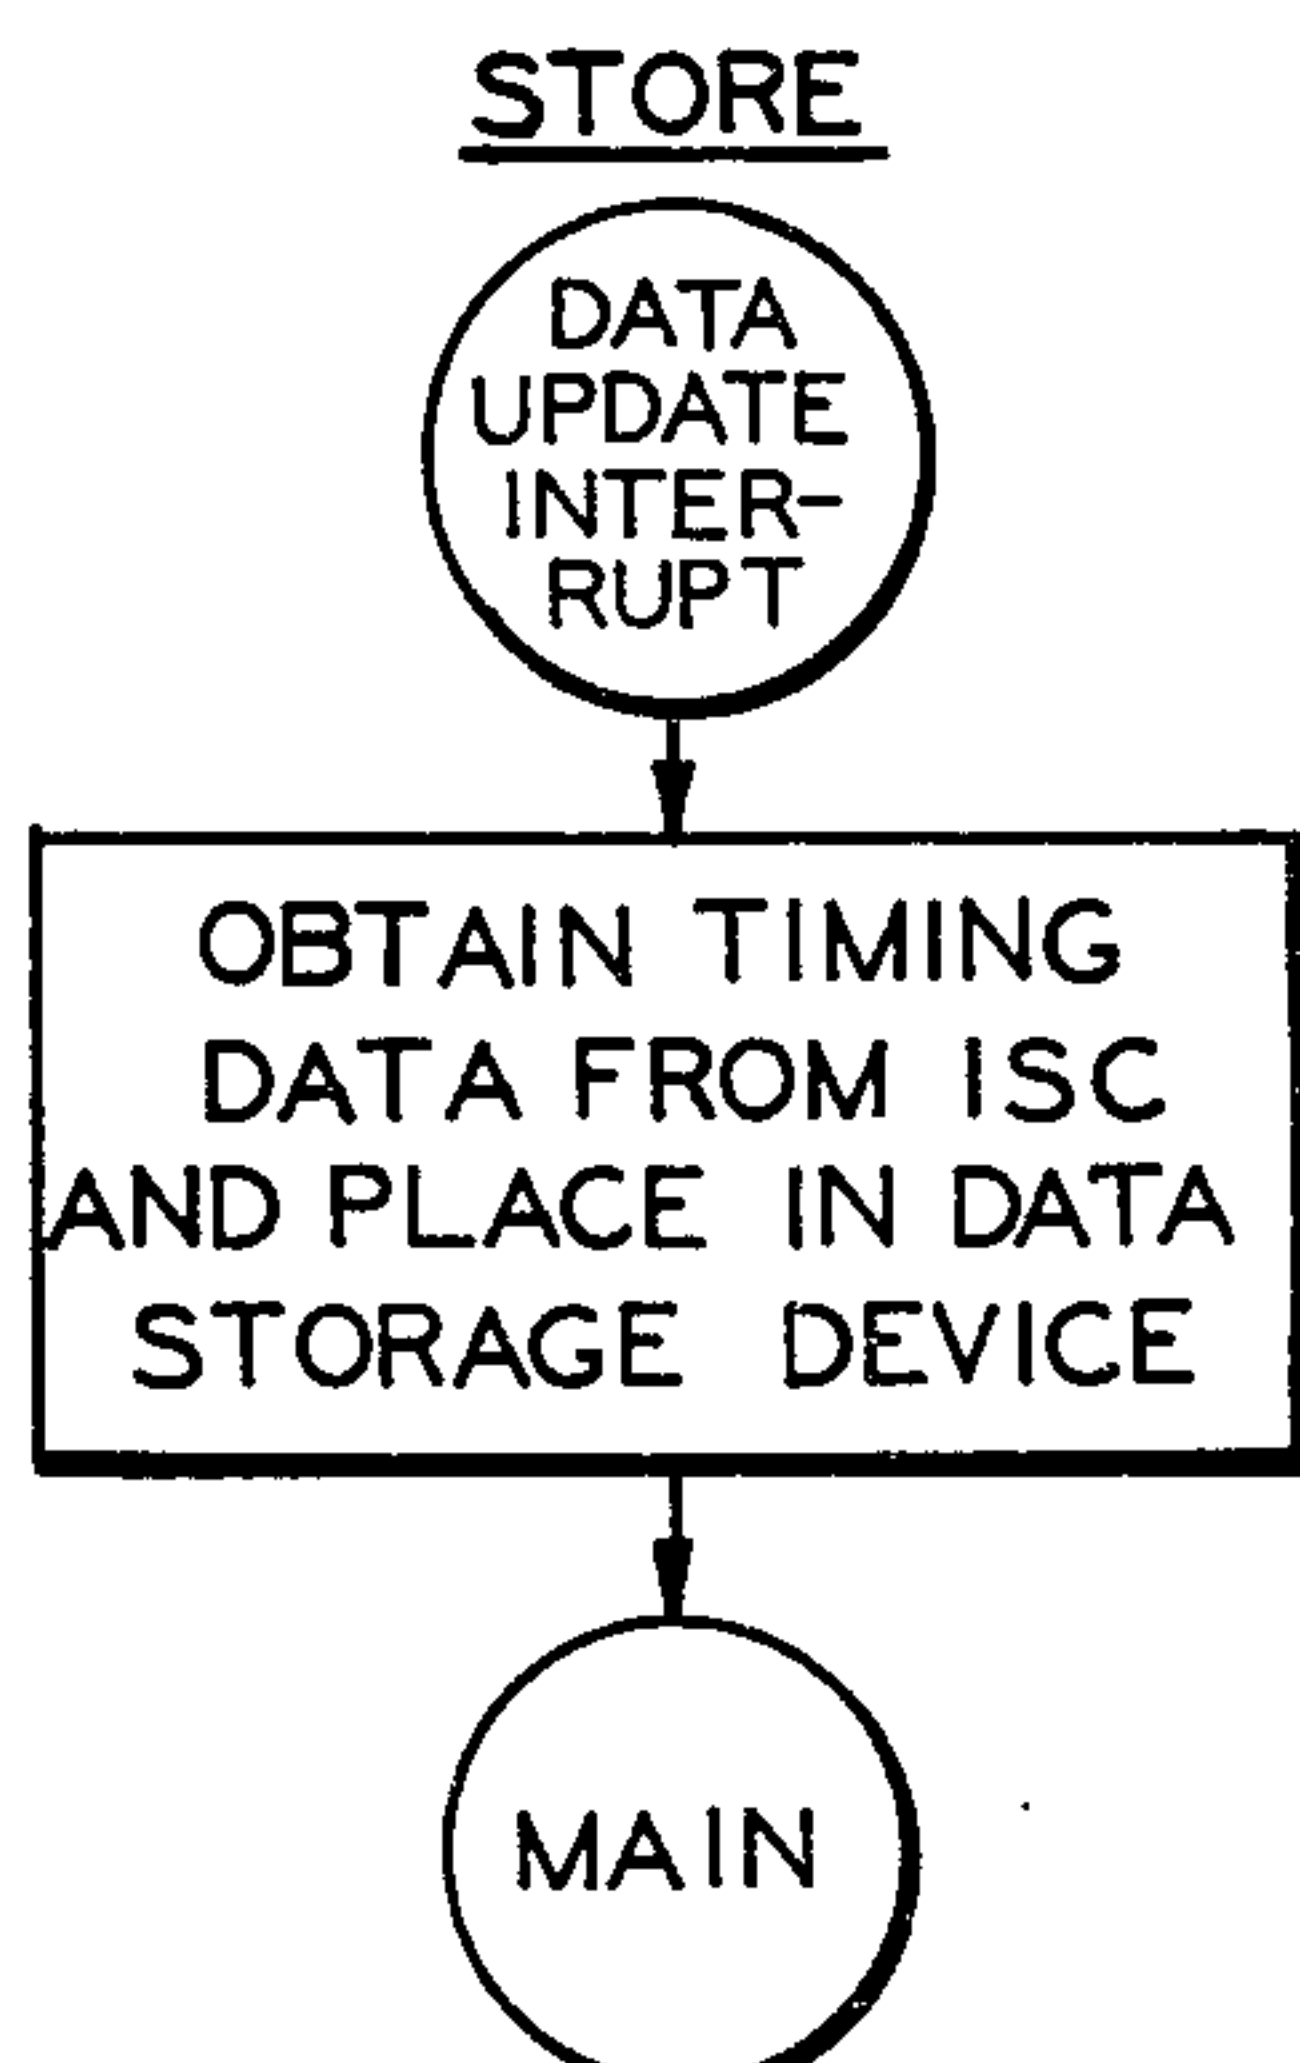 STORE
DATA
UPDATE
INTER-
RUPT
OBTAIN TIMING
DATA FROM ISC
AND PLACE IN DATA
STORAGE DEVICE
MAIN